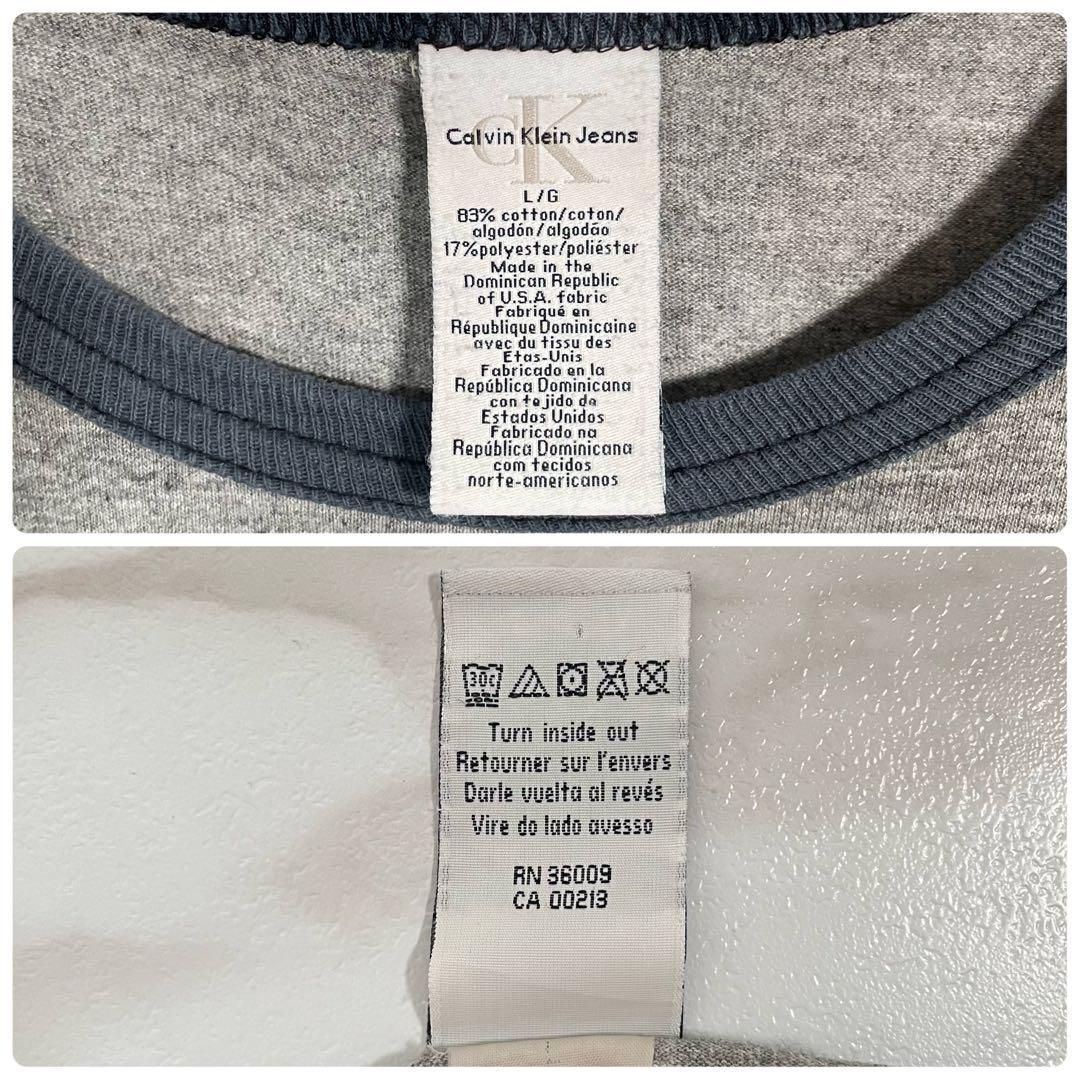 CK
Calvin Klein Jeans
L/G
83% cotton/coton/
algodón/algodão
17%polyester/poliéster
Made in the
Dominican Republic
of U.S.A. fabric
Fabriqué en
République Dominicaine
avec du tissu des
Etas-Unis
Fabricado en la
República Dominicana
con tejido de
Estados Unidos
Fabricado na
República Dominicana
com tecidos
norte-americanos
30c
Turn inside out
Retourner sur l'envers
Darle vuelta al revés
Vire do lado avesso
RN 36009
CA 00213